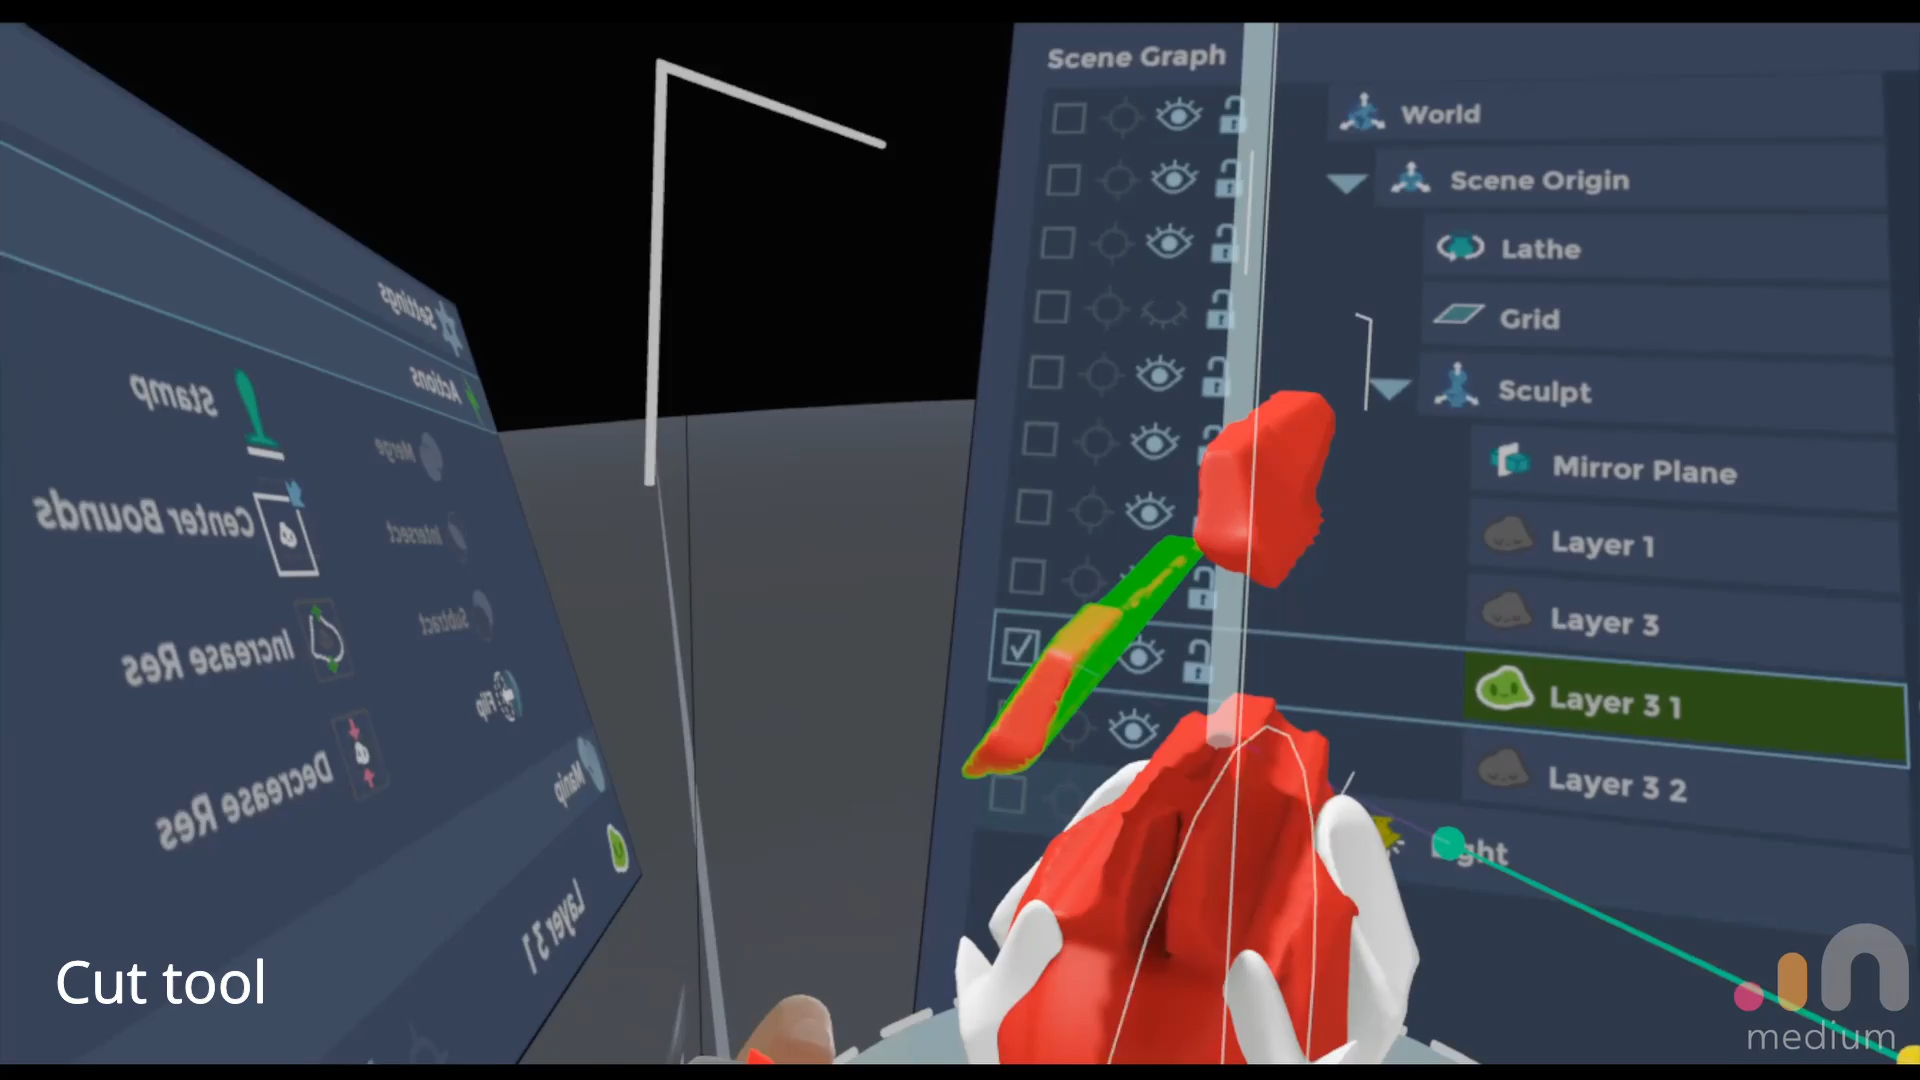 Scene Graph
World
Scene Origin
Lathe
Grid
Sculpt
Mirror Plane
Layer 1
Layer 3
Layer 3 1
Layer 3 2
Light
Settings
Actions
Stamp
Merge
Center Bounds
Intersect
Increase Res
Subtract
Flip
Decrease Res
Manip
Layer 3 1
Cut tool
medium